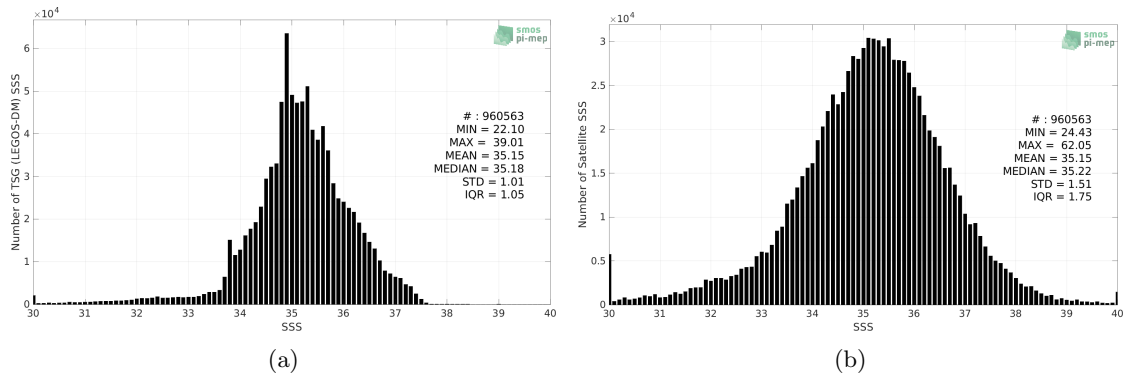 ×10⁴
6
5
4
3
2
1
0
Number of TSG (LEGOS-DM) SSS
30 31 32 33 34 35 36 37 38 39 40
SSS
smos
pi-mep
# : 960563
MIN = 22.10
MAX = 39.01
MEAN = 35.15
MEDIAN = 35.18
STD = 1.01
IQR = 1.05
(a)
×10⁴
3
2.5
2
1.5
1
0.5
0
Number of Satellite SSS
30 31 32 33 34 35 36 37 38 39 40
SSS
smos
pi-mep
# : 960563
MIN = 24.43
MAX = 62.05
MEAN = 35.15
MEDIAN = 35.22
STD = 1.51
IQR = 1.75
(b)